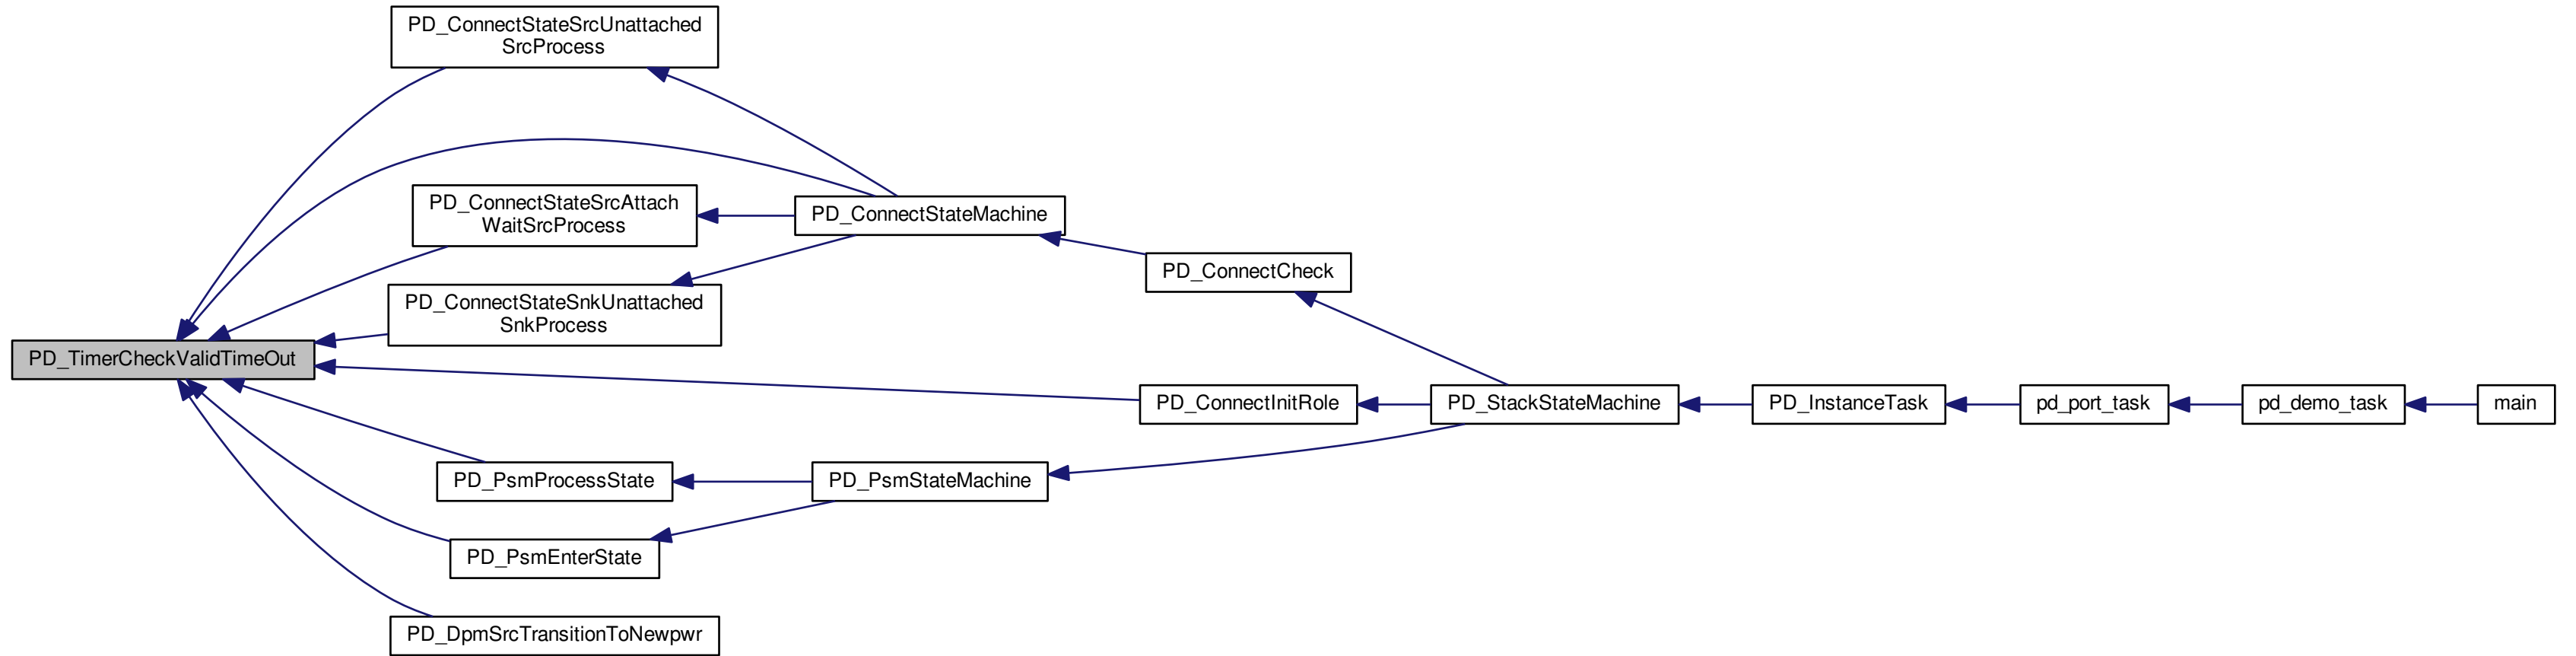 PD_ConnectStateSrcUnattached
SrcProcess
PD_ConnectStateSrcAttach
WaitSrcProcess
PD_ConnectStateMachine
PD_ConnectCheck
PD_ConnectStateSnkUnattached
SnkProcess
PD_TimerCheckValidTimeOut
PD_ConnectInitRole
PD_StackStateMachine
PD_InstanceTask
pd_port_task
pd_demo_task
main
PD_PsmProcessState
PD_PsmStateMachine
PD_PsmEnterState
PD_DpmSrcTransitionToNewpwr